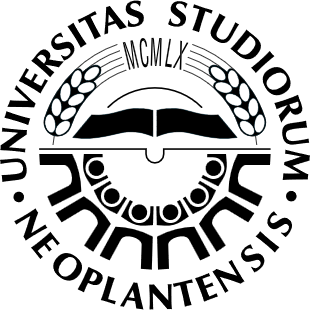 UNIVERSITAS STUDIORUM
MCMLX
• NEOPLANTENSIS •